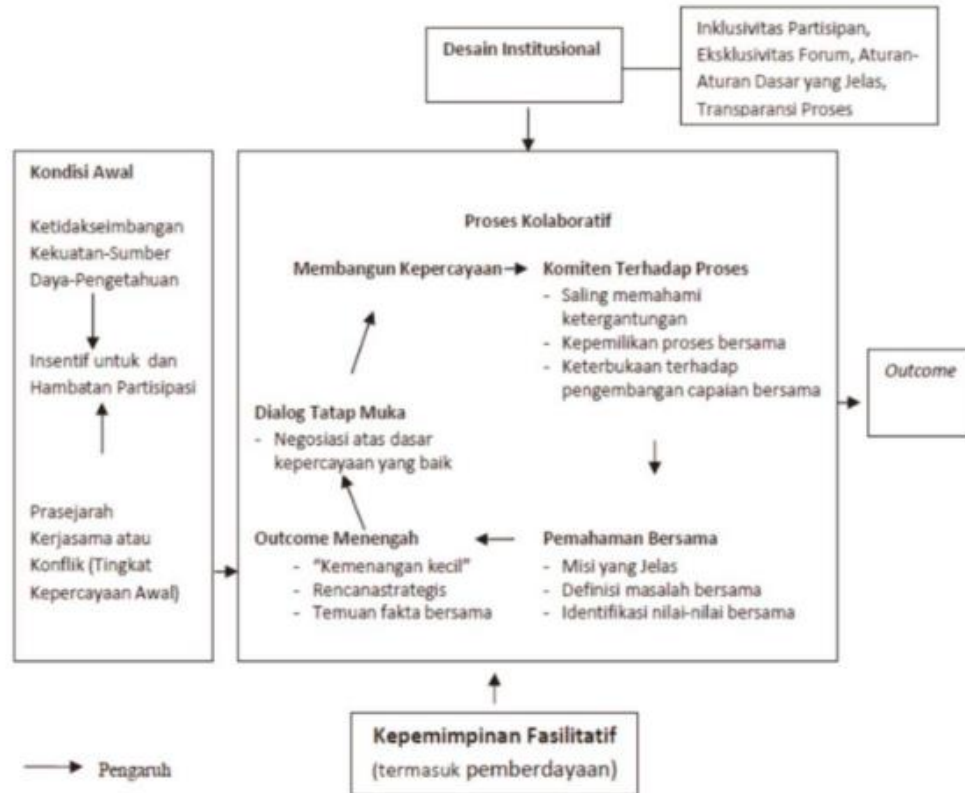 Desain Institusional
Inklusivitas Partisipan,
Eksklusivitas Forum, Aturan-
Aturan Dasar yang Jelas,
Transparansi Proses
Kondisi Awal
Ketidakseimbangan
Kekuatan-Sumber
Daya-Pengetahuan
Insentif untuk dan
Hambatan Partisipasi
Prasejarah
Kerjasama atau
Konflik (Tingkat
Kepercayaan Awal)
Proses Kolaboratif
Membangun Kepercayaan
Komiten Terhadap Proses
- Saling memahami
ketergantungan
- Kepemilikan proses bersama
- Keterbukaan terhadap
pengembangan capaian bersama
Dialog Tatap Muka
- Negosiasi atas dasar
kepercayaan yang baik
Outcome Menengah
- "Kemenangan kecil"
- Rencanastrategis
- Temuan fakta bersama
Pemahaman Bersama
- Misi yang Jelas
- Definisi masalah bersama
- Identifikasi nilai-nilai bersama
Outcome
Kepemimpinan Fasilitatif
(termasuk pemberdayaan)
Pengaruh